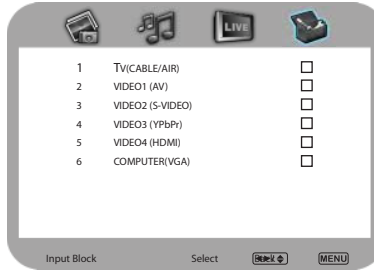 LIVE
1 TV(CABLE/AIR)
2 VIDEO1 (AV)
3 VIDEO2 (S-VIDEO)
4 VIDEO3 (YPbPr)
5 VIDEO4 (HDMI)
6 COMPUTER(VGA)
Input Block Select MENU